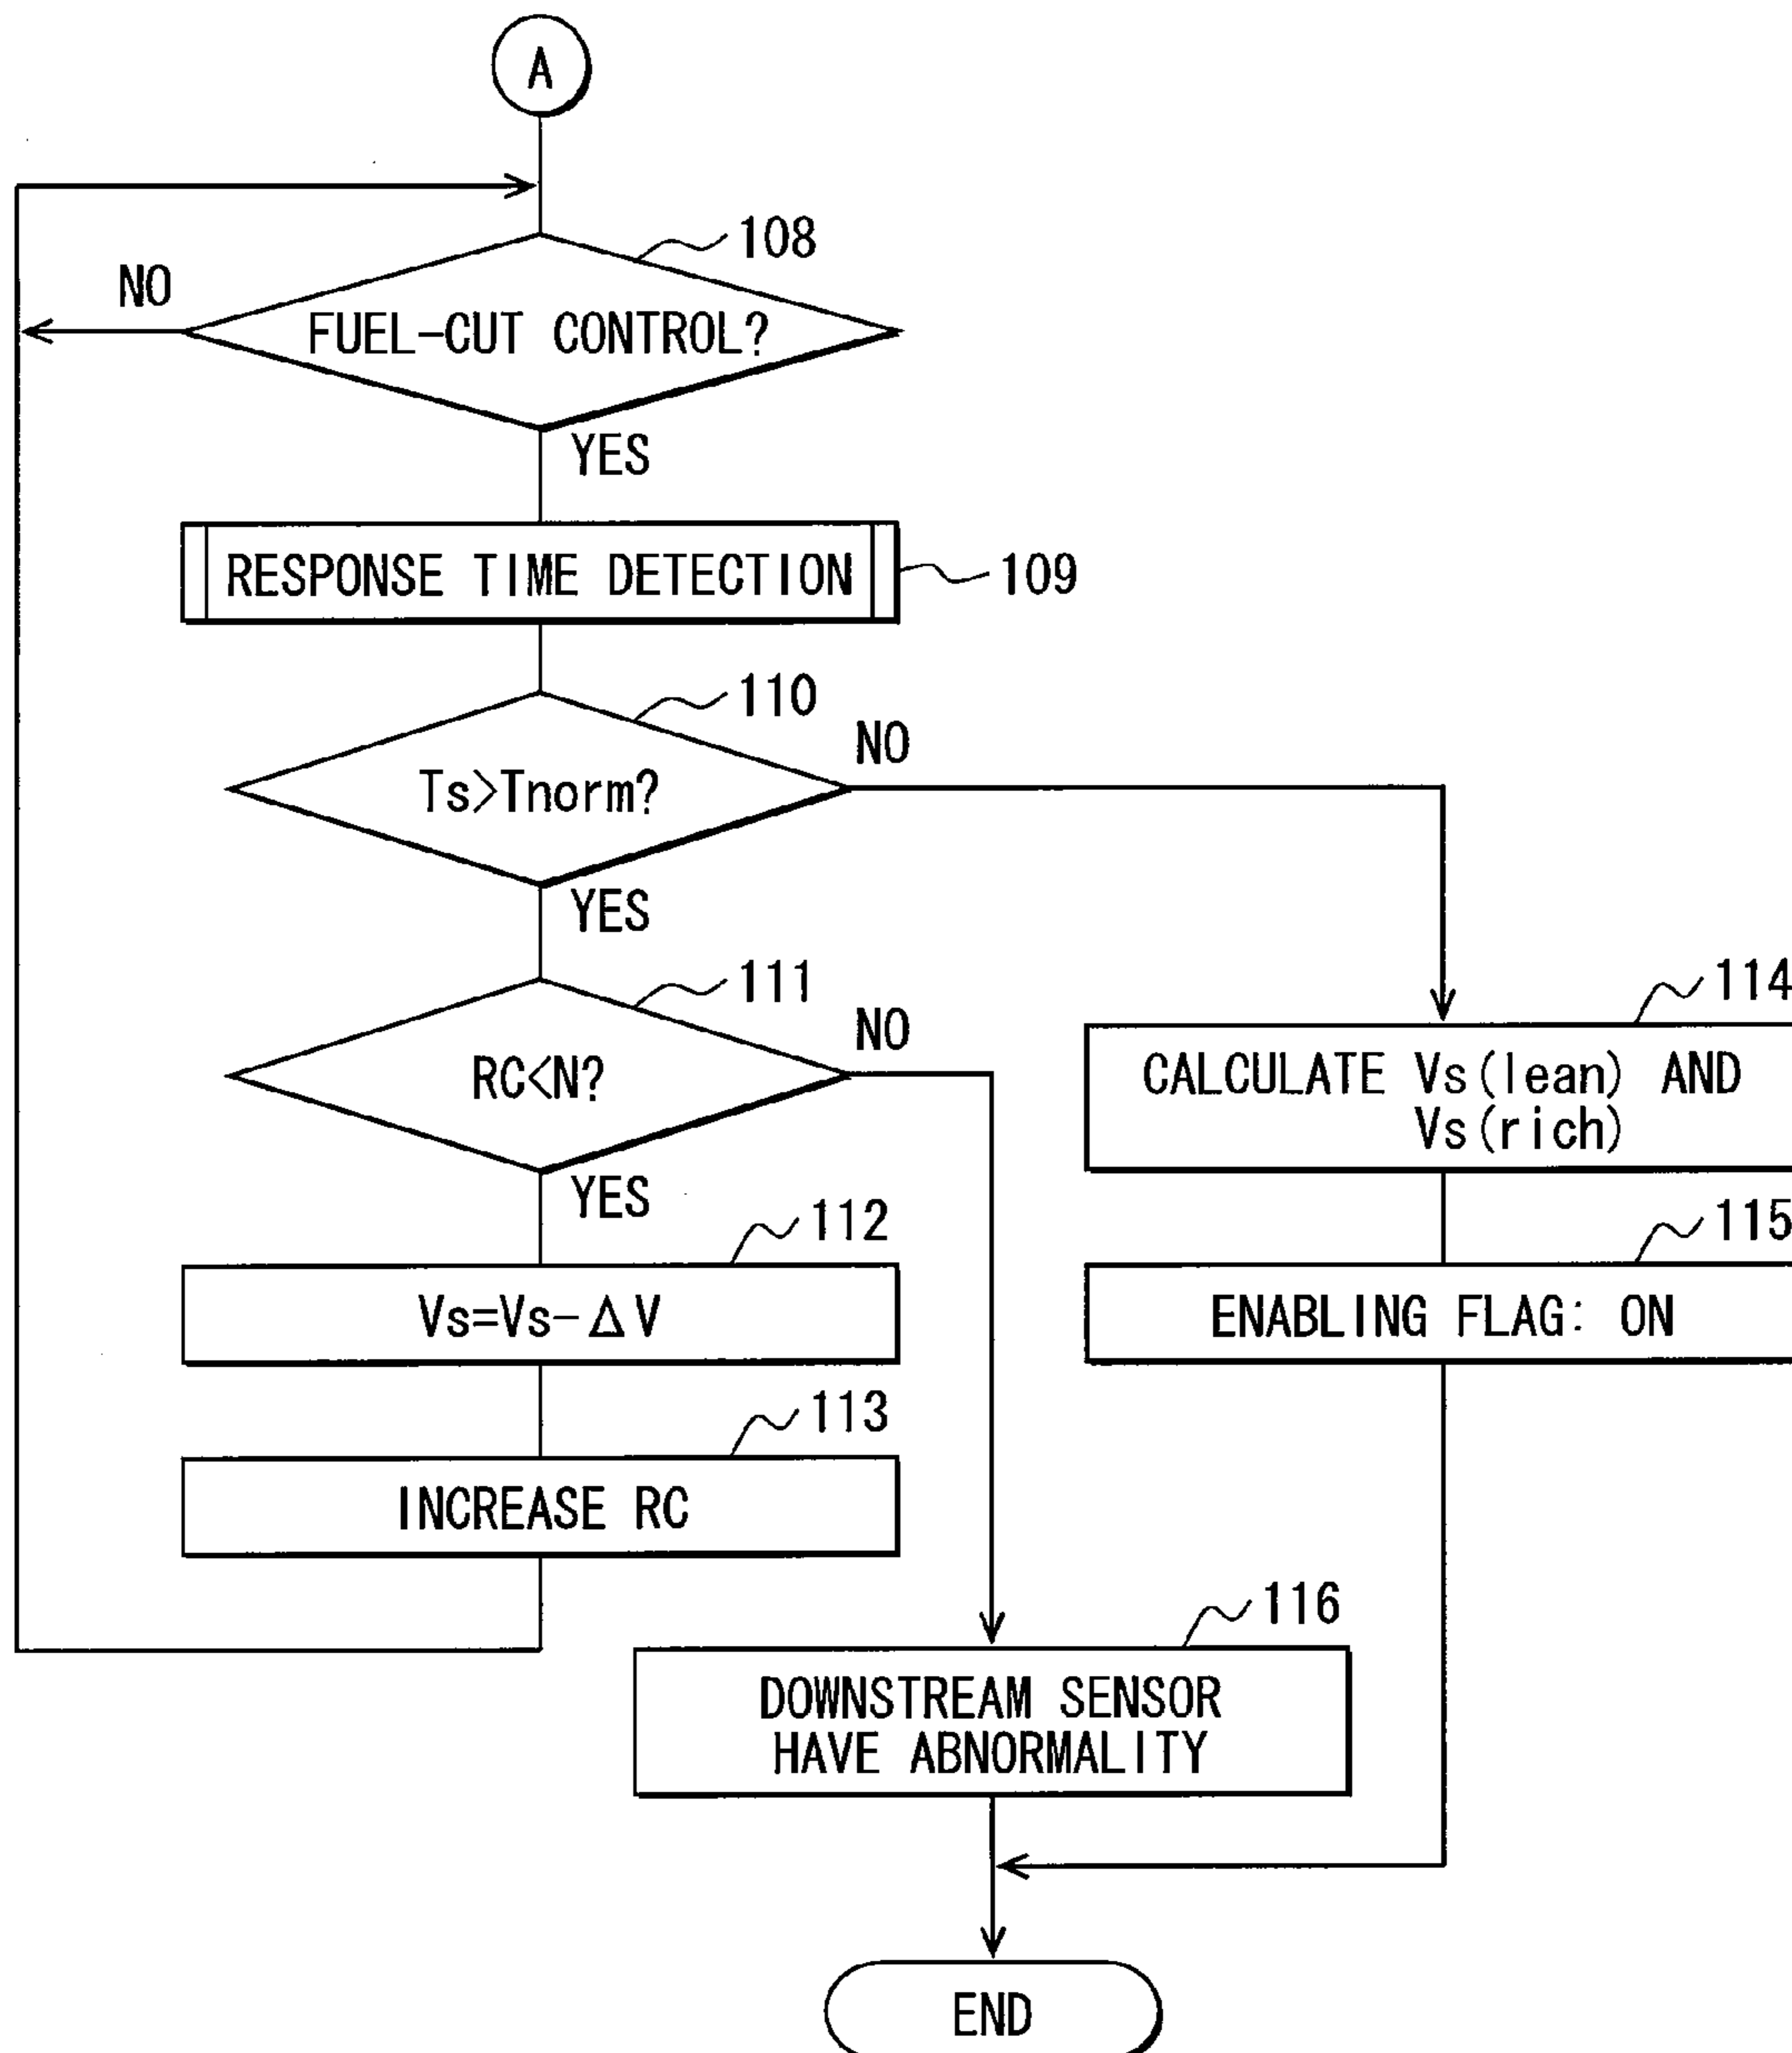 A
108
NO
FUEL-CUT CONTROL?
YES
RESPONSE TIME DETECTION
109
110
NO
Ts>Tnorm?
YES
111
NO
RC<N?
YES
114
CALCULATE Vs(lean) AND
Vs(rich)
112
Vs=Vs-ΔV
115
ENABLING FLAG: ON
113
INCREASE RC
116
DOWNSTREAM SENSOR
HAVE ABNORMALITY
END